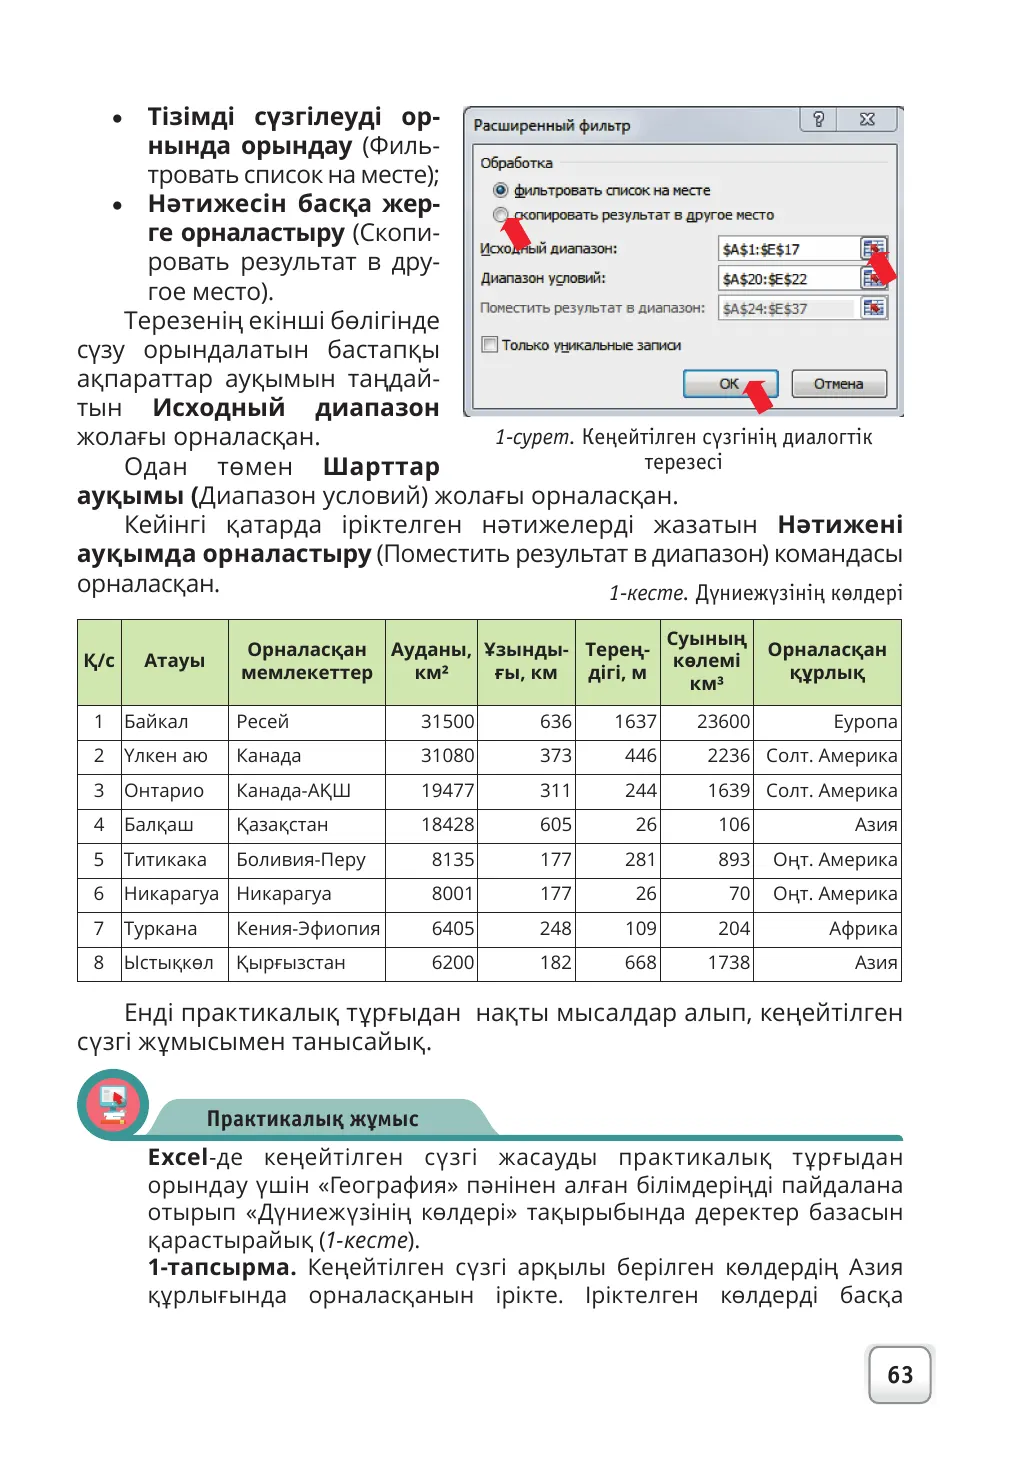 • Тізімді сүзгілеуді ор-
нында орындау (Филь-
тровать список на месте);
• Нәтижесін басқа жер-
ге орналастыру (Скопи-
ровать результат в дру-
гое место).
Терезенің екінші бөлігінде
сүзу орындалатын бастапқы
ақпараттар ауқымын таңдай-
тын Исходный диапазон
жолағы орналасқан.
Одан төмен Шарттар
ауқымы (Диапазон условий) жолағы орналасқан.
Расширенный фильтр
Обработка
фильтровать список на месте
скопировать результат в другое место
Исходный диапазон: $A$1:$E$17
Диапазон условий: $A$20:$E$22
Поместить результат в диапазон: $A$24:$E$37
Только уникальные записи
ОК Отмена
1-сурет. Кеңейтілген сүзгінің диалогтік
терезесі
Кейінгі қатарда іріктелген нәтижелерді жазатын Нәтижені
ауқымда орналастыру (Поместить результат в диапазон) командасы
орналасқан.
1-кесте. Дүниежүзінің көлдері
Қ/с Атауы Орналасқан мемлекеттер Ауданы, км² Ұзынды-ғы, км Терең-дігі, м Суының көлемі км³ Орналасқан құрлық
1 Байкал Ресей 31500 636 1637 23600 Еуропа
2 Үлкен аю Канада 31080 373 446 2236 Солт. Америка
3 Онтарио Канада-АҚШ 19477 311 244 1639 Солт. Америка
4 Балқаш Қазақстан 18428 605 26 106 Азия
5 Титикака Боливия-Перу 8135 177 281 893 Оңт. Америка
6 Никарагуа Никарагуа 8001 177 26 70 Оңт. Америка
7 Туркана Кения-Эфиопия 6405 248 109 204 Африка
8 Ыстықкөл Қырғызстан 6200 182 668 1738 Азия
Енді практикалық тұрғыдан нақты мысалдар алып, кеңейтілген
сүзгі жұмысымен танысайық.
Практикалық жұмыс
Excel-де кеңейтілген сүзгі жасауды практикалық тұрғыдан
орындау үшін «География» пәнінен алған білімдеріңді пайдалана
отырып «Дүниежүзінің көлдері» тақырыбында деректер базасын
қарастырайық (1-кесте).
1-тапсырма. Кеңейтілген сүзгі арқылы берілген көлдердің Азия
құрлығында орналасқанын ірікте. Іріктелген көлдерді басқа
63